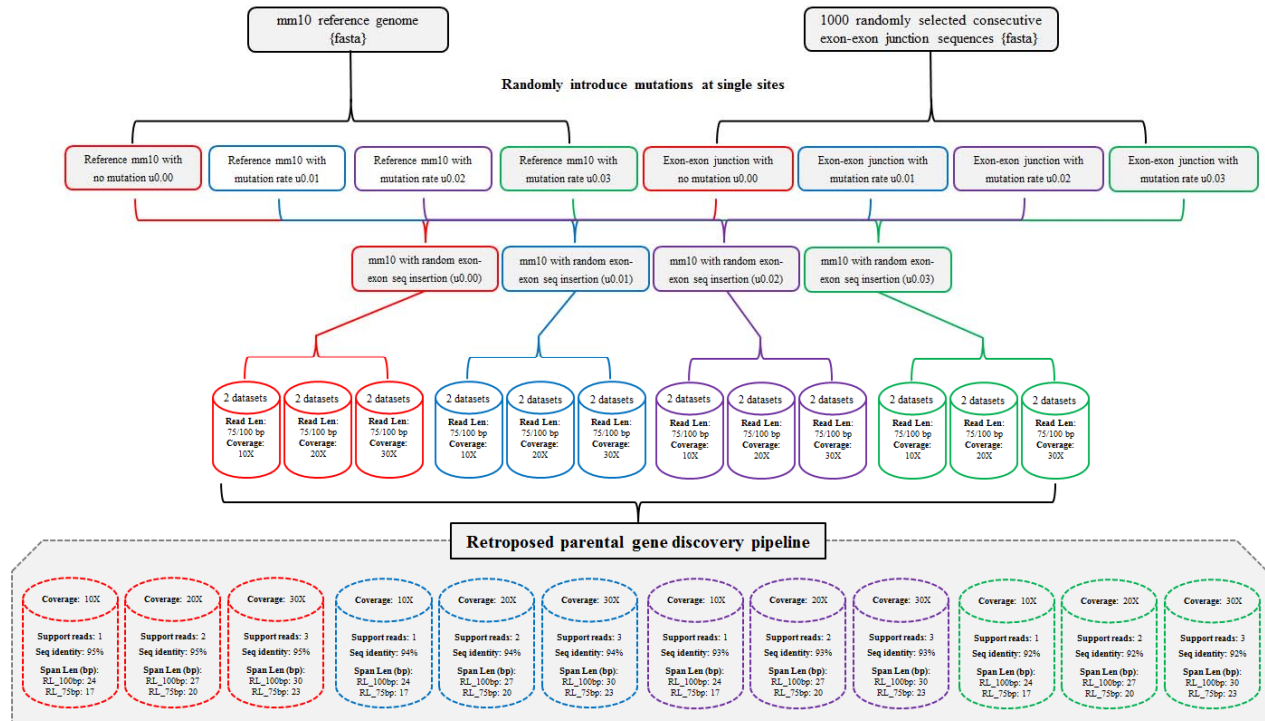 mm10 reference genome
{fasta}
1000 randomly selected consecutive
exon-exon junction sequences {fasta}
Randomly introduce mutations at single sites
Reference mm10 with
no mutation u0.00
Reference mm10 with
mutation rate u0.01
Reference mm10 with
mutation rate u0.02
Reference mm10 with
mutation rate u0.03
Exon-exon junction with
no mutation u0.00
Exon-exon junction with
mutation rate u0.01
Exon-exon junction with
mutation rate u0.02
Exon-exon junction with
mutation rate u0.03
mm10 with random exon-
exon seq insertion (u0.00)
mm10 with random exon-
exon seq insertion (u0.01)
mm10 with random exon-
exon seq insertion (u0.02)
mm10 with random exon-
exon seq insertion (u0.03)
2 datasets
Read Len:
75/100 bp
Coverage:
10X
2 datasets
Read Len:
75/100 bp
Coverage:
20X
2 datasets
Read Len:
75/100 bp
Coverage:
30X
2 datasets
Read Len:
75/100 bp
Coverage:
10X
2 datasets
Read Len:
75/100 bp
Coverage:
20X
2 datasets
Read Len:
75/100 bp
Coverage:
30X
2 datasets
Read Len:
75/100 bp
Coverage:
10X
2 datasets
Read Len:
75/100 bp
Coverage:
20X
2 datasets
Read Len:
75/100 bp
Coverage:
30X
2 datasets
Read Len:
75/100 bp
Coverage:
10X
2 datasets
Read Len:
75/100 bp
Coverage:
20X
2 datasets
Read Len:
75/100 bp
Coverage:
30X
Retroposed parental gene discovery pipeline
Coverage: 10X
Support reads: 1
Seq identity: 95%
Span Len (bp):
RL_100bp: 24
RL_75bp: 17
Coverage: 20X
Support reads: 2
Seq identity: 95%
Span Len (bp):
RL_100bp: 27
RL_75bp: 20
Coverage: 30X
Support reads: 3
Seq identity: 95%
Span Len (bp):
RL_100bp: 30
RL_75bp: 23
Coverage: 10X
Support reads: 1
Seq identity: 94%
Span Len (bp):
RL_100bp: 24
RL_75bp: 17
Coverage: 20X
Support reads: 2
Seq identity: 94%
Span Len (bp):
RL_100bp: 27
RL_75bp: 20
Coverage: 30X
Support reads: 3
Seq identity: 94%
Span Len (bp):
RL_100bp: 30
RL_75bp: 23
Coverage: 10X
Support reads: 1
Seq identity: 93%
Span Len (bp):
RL_100bp: 24
RL_75bp: 17
Coverage: 20X
Support reads: 2
Seq identity: 93%
Span Len (bp):
RL_100bp: 27
RL_75bp: 20
Coverage: 30X
Support reads: 3
Seq identity: 93%
Span Len (bp):
RL_100bp: 30
RL_75bp: 23
Coverage: 10X
Support reads: 1
Seq identity: 92%
Span Len (bp):
RL_100bp: 24
RL_75bp: 17
Coverage: 20X
Support reads: 2
Seq identity: 92%
Span Len (bp):
RL_100bp: 27
RL_75bp: 20
Coverage: 30X
Support reads: 3
Seq identity: 92%
Span Len (bp):
RL_100bp: 30
RL_75bp: 23